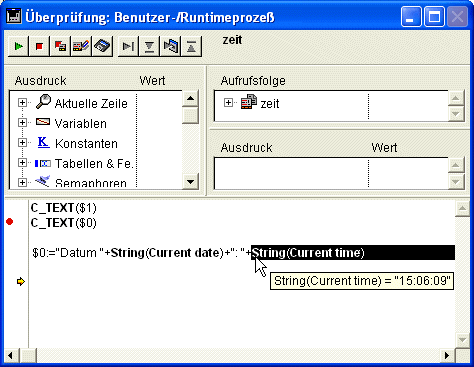 Überprüfung: Benutzer-/Runtimeprozeß
zeit
Ausdruck Wert
Aktuelle Zeile
Variablen
Konstanten
Tabellen & Fe.
Semaphoren
Aufrufsfolge
zeit
Ausdruck Wert
C_TEXT($1)
C_TEXT($0)
$0:="Datum "+String(Current date)+": "+String(Current time)
String(Current time) = "15:06:09"